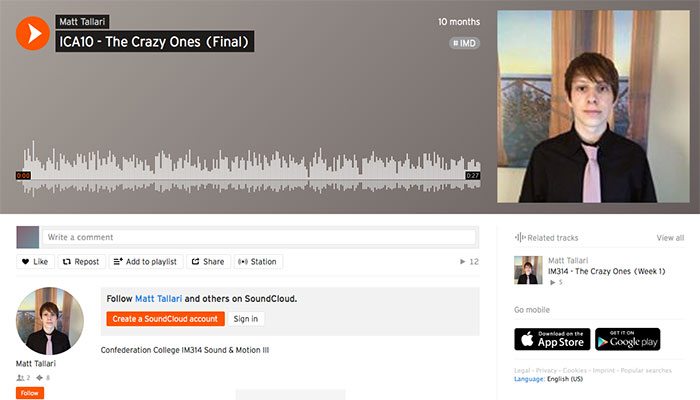 Matt Tallari
10 months
ICA10 - The Crazy Ones (Final)
# IMD
0:00
0:27
Write a comment
Like
Repost
Add to playlist
Share
Station
12
Related tracks
View all
Matt Tallari
IM314 - The Crazy Ones (Week 1)
5
Follow Matt Tallari and others on SoundCloud.
Create a SoundCloud account
Sign in
Go mobile
Download on the
App Store
GET IT ON
Google play
Confederation College IM314 Sound & Motion III
Matt Tallari
2
8
Follow
Legal - Privacy - Cookies - Imprint - Popular searches
Language: English (US)